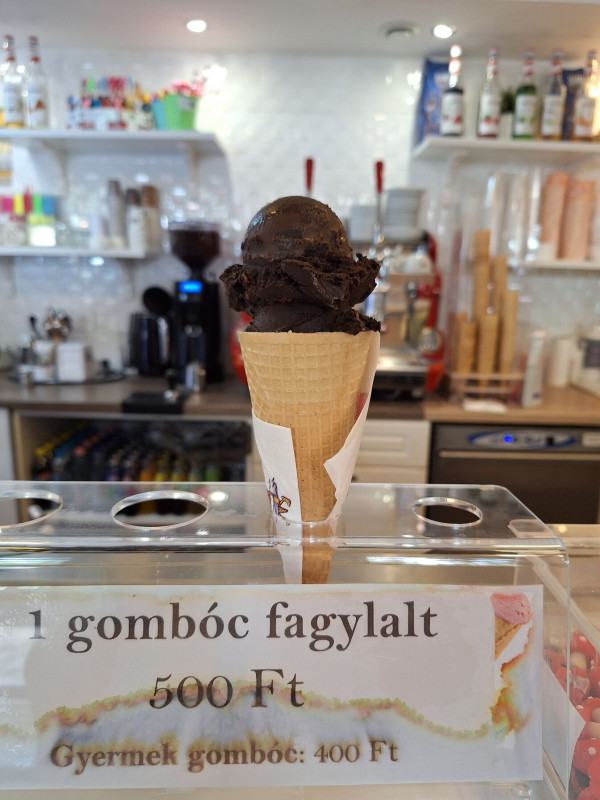 1 gombóc fagylalt
500 Ft
Gyermek gombóc: 400 Ft